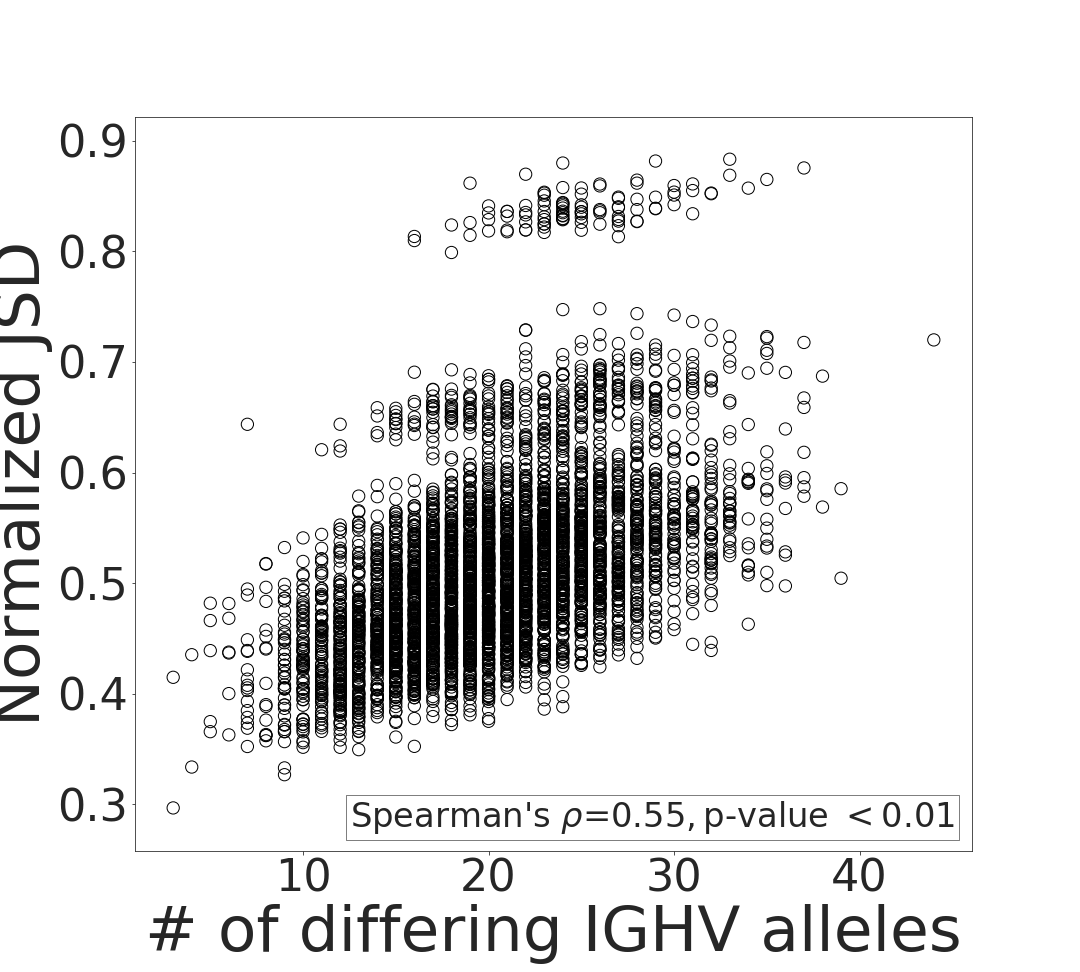 Normalized JSD
0.9
0.8
0.7
0.6
0.5
0.4
0.3
Spearman's ρ=0.55, p-value < 0.01
10 20 30 40
# of differing IGHV alleles